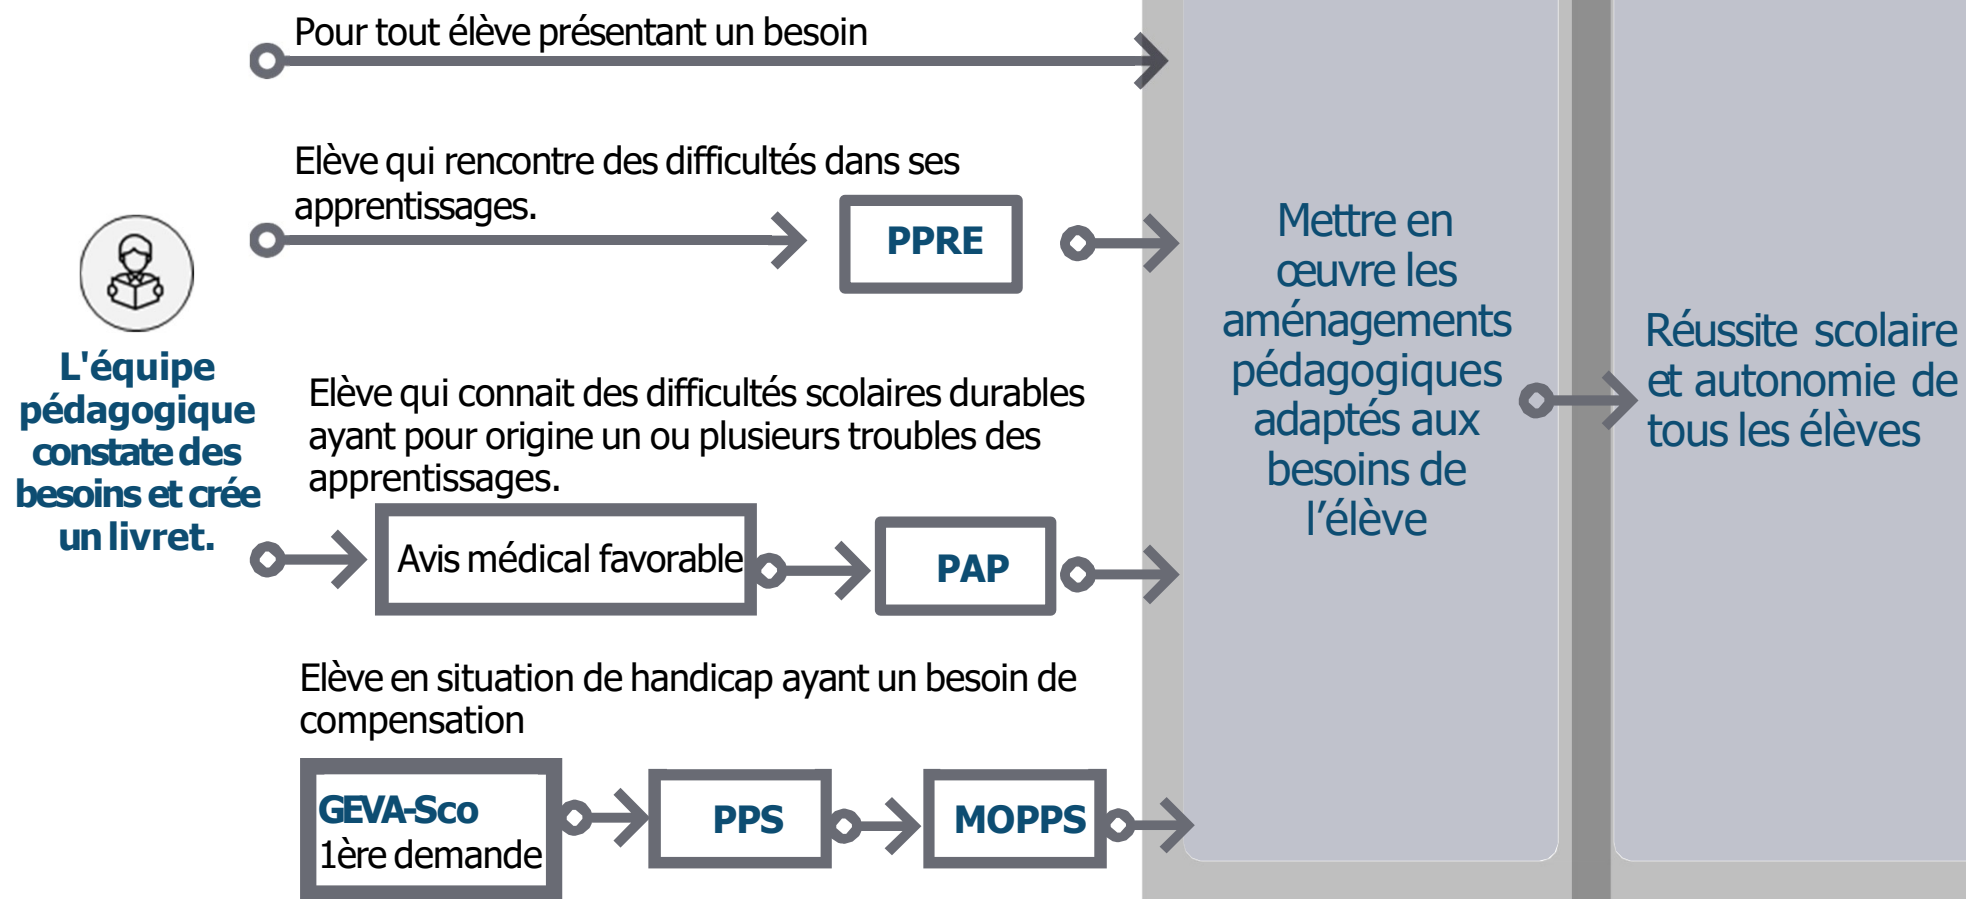 Pour tout élève présentant un besoin
Elève qui rencontre des difficultés dans ses
apprentissages.
PPRE
L'équipe
pédagogique
constate des
besoins et crée
un livret.
Elève qui connait des difficultés scolaires durables
ayant pour origine un ou plusieurs troubles des
apprentissages.
Avis médical favorable
PAP
Elève en situation de handicap ayant un besoin de
compensation
GEVA-Sco
1ère demande
PPS
MOPPS
Mettre en
œuvre les
aménagements
pédagogiques
adaptés aux
besoins de
l’élève
Réussite scolaire
et autonomie de
tous les élèves